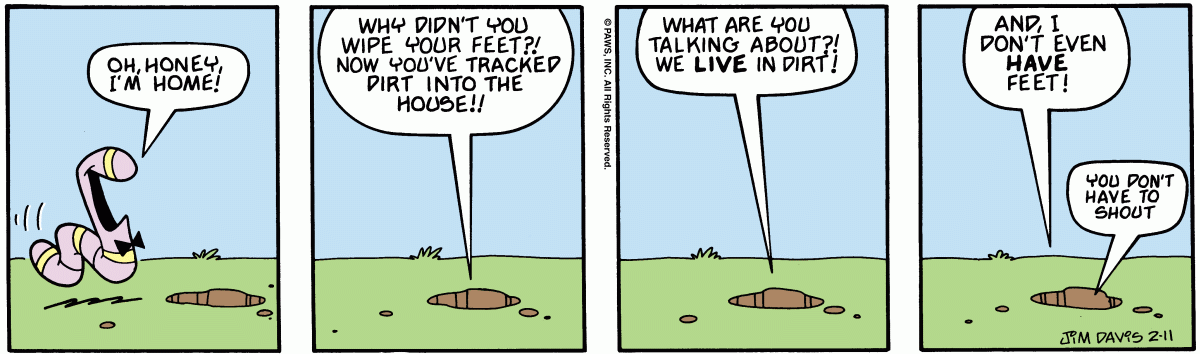 OH, HONEY,
I'M HOME!
WHY DIDN'T YOU
WIPE YOUR FEET?!
NOW YOU'VE TRACKED
DIRT INTO THE
HOUSE!!
© PAWS, INC. All Rights Reserved.
WHAT ARE YOU
TALKING ABOUT?!
WE LIVE IN DIRT!
AND, I
DON'T EVEN
HAVE
FEET!
YOU DON'T
HAVE TO
SHOUT
JIM DAVIS 2-11